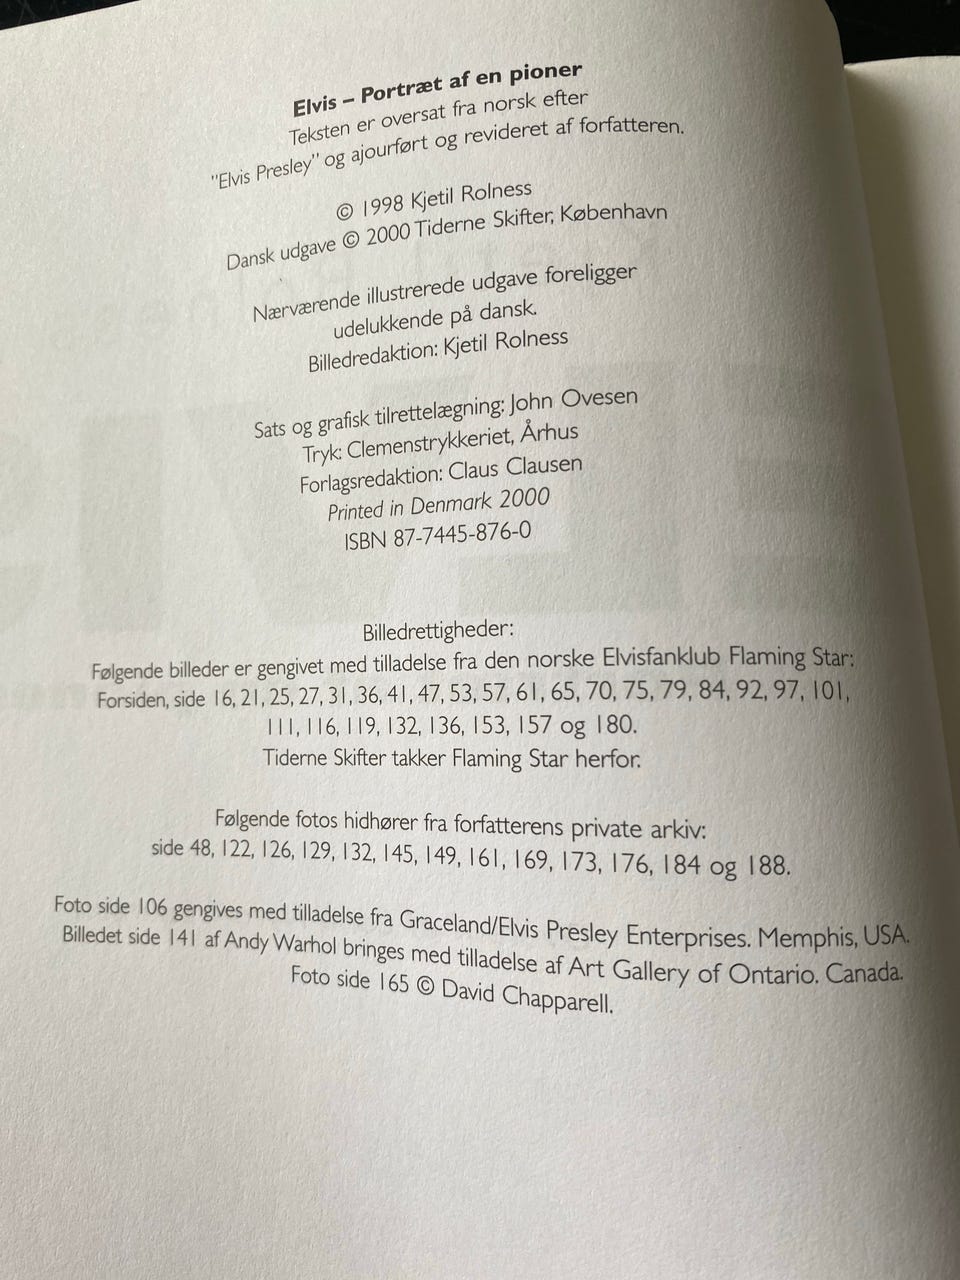 Elvis – Portræt af en pioner
Teksten er oversat fra norsk efter
"Elvis Presley" og ajourført og revideret af forfatteren.
© 1998 Kjetil Rolness
Dansk udgave © 2000 Tiderne Skifter, København
Nærværende illustrerede udgave foreligger
udelukkende på dansk.
Billedredaktion: Kjetil Rolness
Sats og grafisk tilrettelægning: John Ovesen
Tryk: Clemenstrykkeriet, Århus
Forlagsredaktion: Claus Clausen
Printed in Denmark 2000
ISBN 87-7445-876-0
Billedrettigheder:
Følgende billeder er gengivet med tilladelse fra den norske Elvisfanklub Flaming Star:
Forsiden, side 16, 21, 25, 27, 31, 36, 41, 47, 53, 57, 61, 65, 70, 75, 79, 84, 92, 97, 101,
111, 116, 119, 132, 136, 153, 157 og 180.
Tiderne Skifter takker Flaming Star herfor.
Følgende fotos hidhører fra forfatterens private arkiv:
side 48, 122, 126, 129, 132, 145, 149, 161, 169, 173, 176, 184 og 188.
Foto side 106 gengives med tilladelse fra Graceland/Elvis Presley Enterprises. Memphis, USA.
Billedet side 141 af Andy Warhol bringes med tilladelse af Art Gallery of Ontario. Canada.
Foto side 165 © David Chapparell.